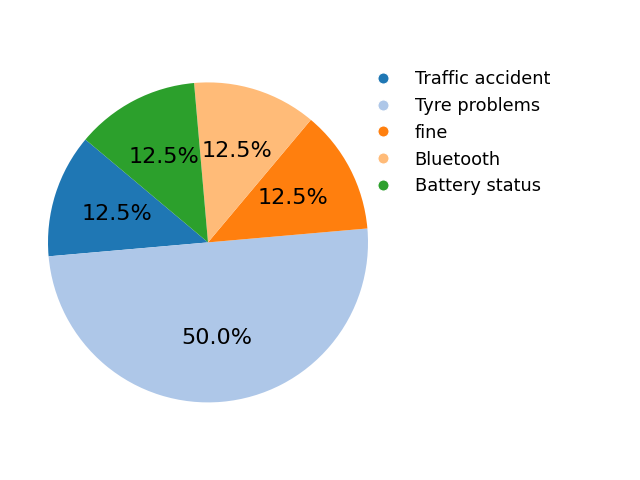 Traffic accident
Tyre problems
fine
Bluetooth
Battery status
12.5%
12.5%
12.5%
12.5%
50.0%